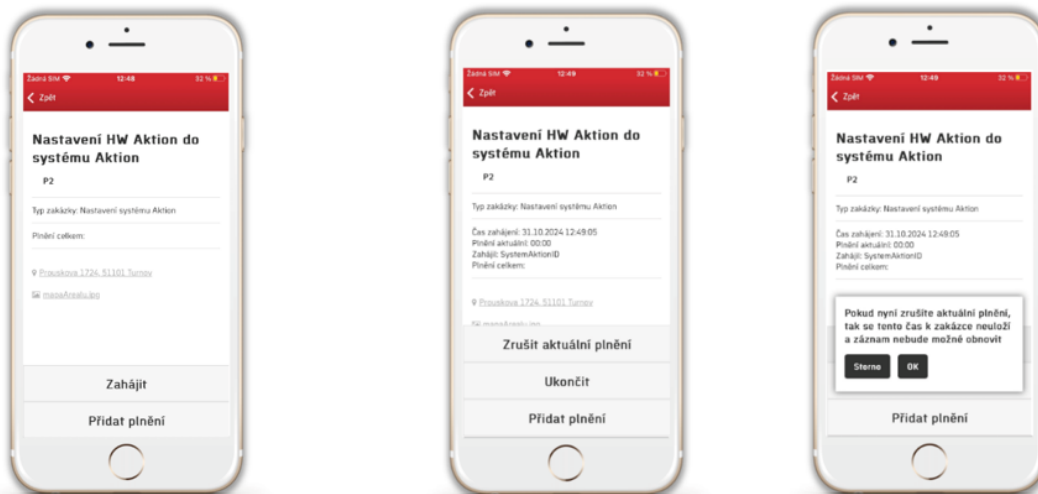 Žádná SIM 12:48 32 %
Zpět
Nastavení HW Aktion do
systému Aktion
P2
Typ zakázky: Nastavení systému Aktion
Plnění celkem:
Prouskova 1724, 51101 Turnov
mapaArealu.jpg
Zahájit
Přidat plnění
Žádná SIM 12:49 32 %
Zpět
Nastavení HW Aktion do
systému Aktion
P2
Typ zakázky: Nastavení systému Aktion
Čas zahájení: 31.10.2024 12:49:05
Plnění aktuální: 00:00
Zahájil: SystemAktionID
Plnění celkem:
Prouskova 1724, 51101 Turnov
mapaArealu.jpg
Zrušit aktuální plnění
Ukončit
Přidat plnění
Žádná SIM 12:49 32 %
Zpět
Nastavení HW Aktion do
systému Aktion
P2
Typ zakázky: Nastavení systému Aktion
Čas zahájení: 31.10.2024 12:49:05
Plnění aktuální: 00:00
Zahájil: SystemAktionID
Plnění celkem:
Pokud nyní zrušíte aktuální plnění,
tak se tento čas k zakázce neuloží
a záznam nebude možné obnovit
Storno OK
Přidat plnění